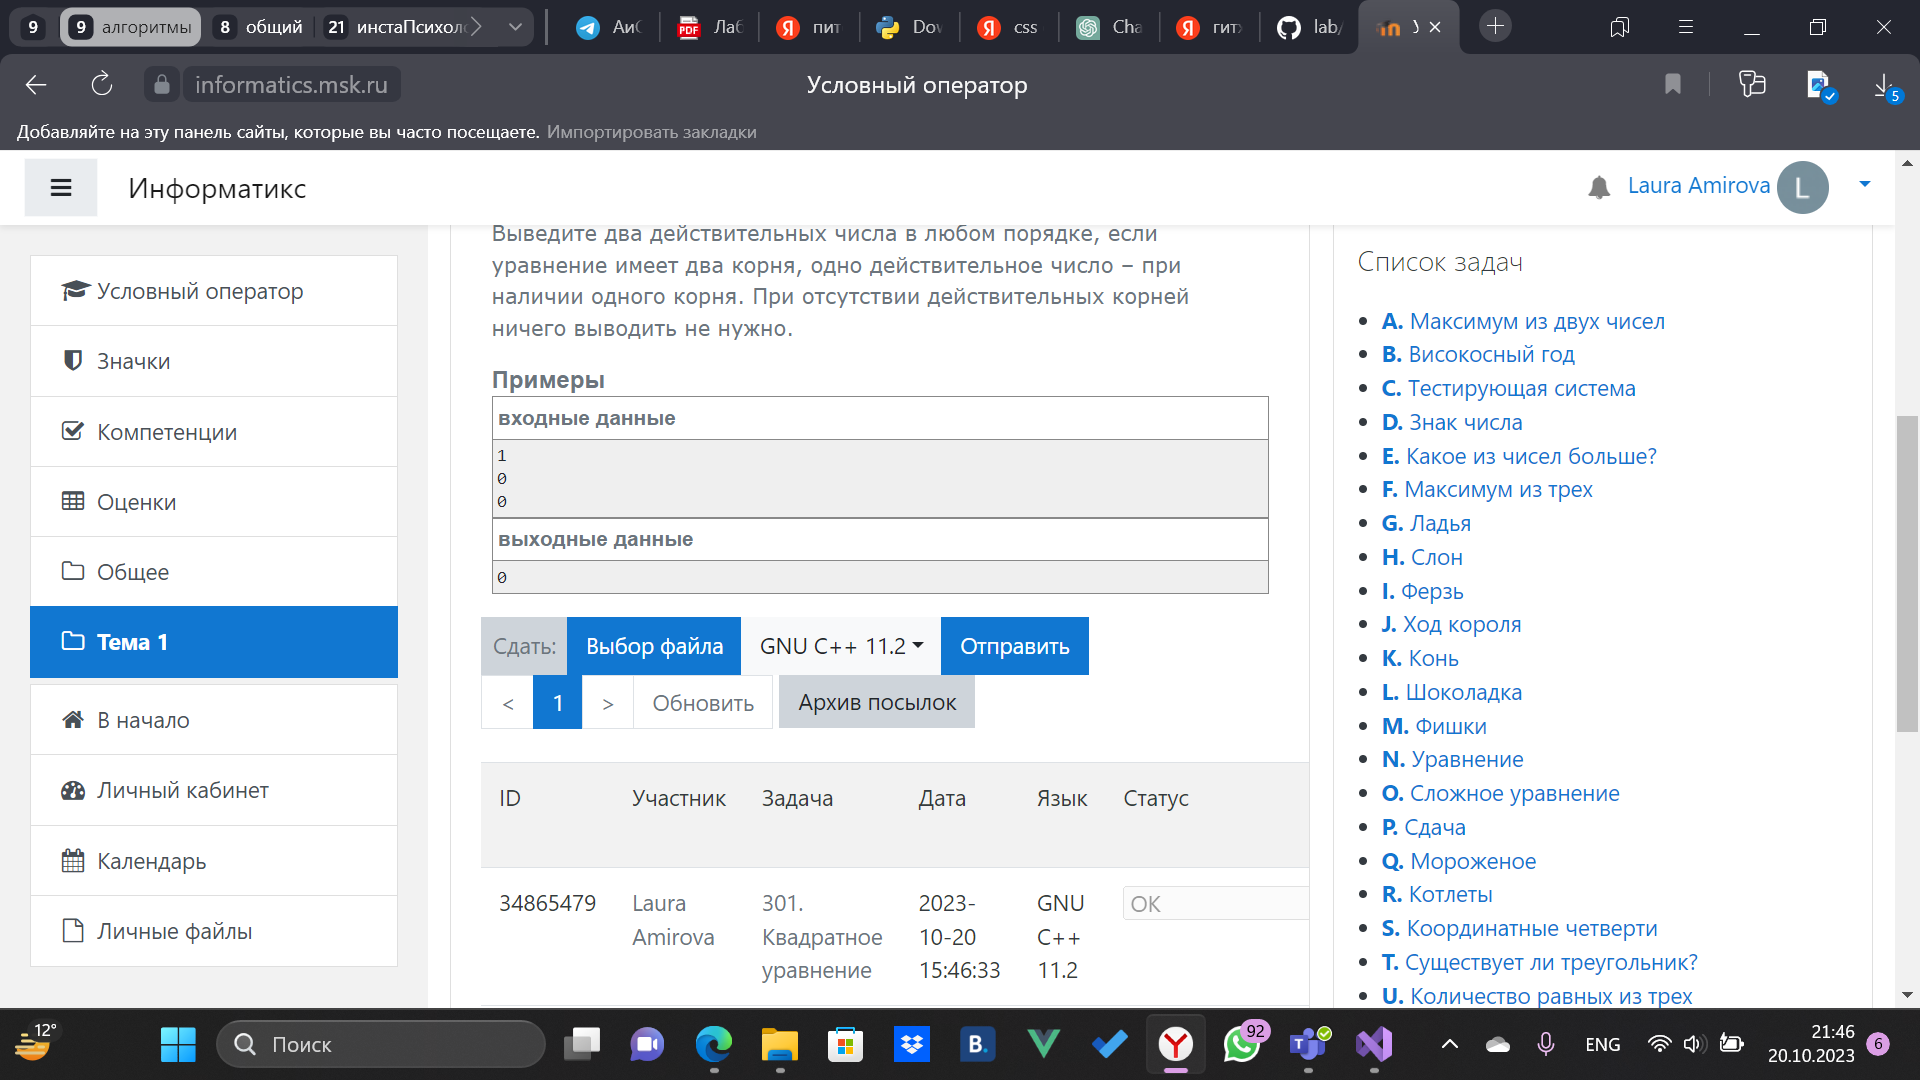 9
9 алгоритмы
8 общий
21 инстаПсихоле
АиС
PDF Лаб
пит
Dov
css
Cha
гит
lab/
informatics.msk.ru
Условный оператор
5
Добавляйте на эту панель сайты, которые вы часто посещаете. Импортировать закладки
Информатикс
Laura Amirova L
Условный оператор
Значки
Компетенции
Оценки
Общее
Тема 1
В начало
Личный кабинет
Календарь
Личные файлы
Выведите два действительных числа в любом порядке, если
уравнение имеет два корня, одно действительное число – при
наличии одного корня. При отсутствии действительных корней
ничего выводить не нужно.
Примеры
входные данные
1
0
0
выходные данные
0
Сдать: Выбор файла GNU C++ 11.2 Отправить
< 1 > Обновить Архив посылок
ID Участник Задача Дата Язык Статус
34865479 Laura 301. 2023- GNU OK
Amirova Квадратное 10-20 C++
уравнение 15:46:33 11.2
Список задач
A. Максимум из двух чисел
B. Високосный год
C. Тестирующая система
D. Знак числа
E. Какое из чисел больше?
F. Максимум из трех
G. Ладья
H. Слон
I. Ферзь
J. Ход короля
K. Конь
L. Шоколадка
M. Фишки
N. Уравнение
O. Сложное уравнение
P. Сдача
Q. Мороженое
R. Котлеты
S. Координатные четверти
T. Существует ли треугольник?
U. Количество равных из трех
12°
Поиск
B.
92
ENG
21:46
20.10.2023
6